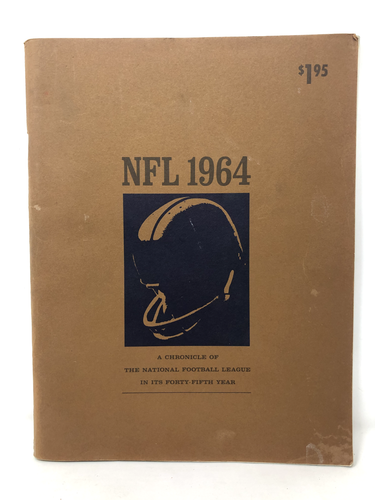 $1.95
NFL 1964
A CHRONICLE OF
THE NATIONAL FOOTBALL LEAGUE
IN ITS FORTY-FIFTH YEAR